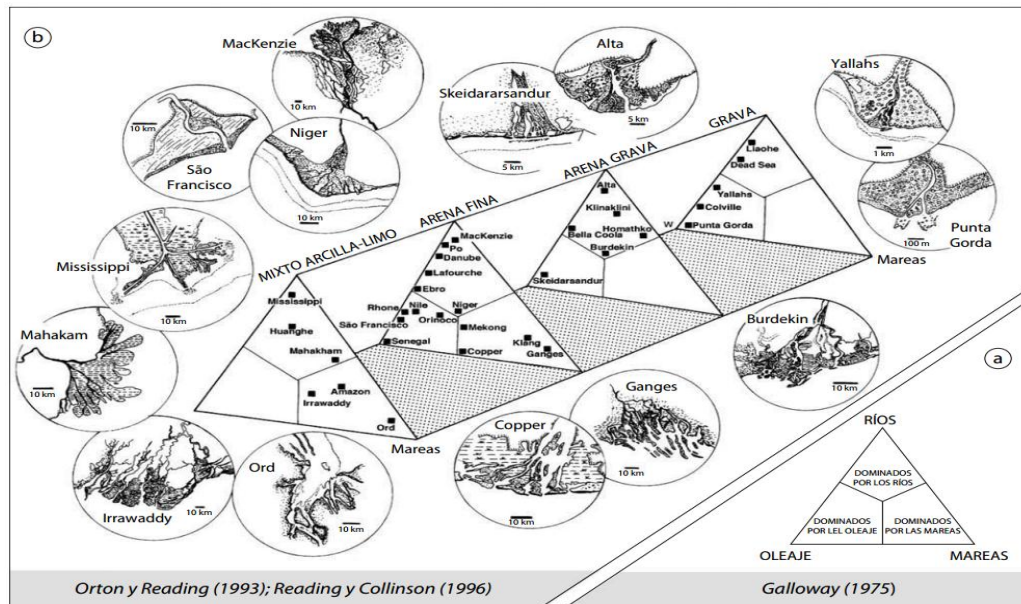 b
MacKenzie
10 km
São
Francisco
10 km
Niger
10 km
Skeidararsandur
5 km
Alta
5 km
Yallahs
1 km
Punta
Gorda
100 m
Mississippi
10 km
Mahakam
10 km
Irrawaddy
10 km
Ord
10 km
Copper
10 km
Ganges
10 km
Burdekin
10 km
MIXTO ARCILLA-LIMO
ARENA FINA
ARENA GRAVA
GRAVA
Mississippi
Huanghe
Mahakham
Amazon
Irrawaddy
Ord
Mareas
MacKenzie
Po
Danube
Lafourche
Ebro
Rhone
Nile
Niger
São Francisco
Orinoco
Senegal
Mekong
Copper
Klang
Ganges
Alta
Klinaklini
Homathko
Bella Coola
Burdekin
Skeidarsandur
W
Liaohe
Dead Sea
Yallahs
Colville
Punta Gorda
Mareas
a
RÍOS
DOMINADOS
POR LOS RÍOS
DOMINADOS
POR LEL OLEAJE
DOMINADOS
POR LAS MAREAS
OLEAJE
MAREAS
Orton y Reading (1993); Reading y Collinson (1996)
Galloway (1975)